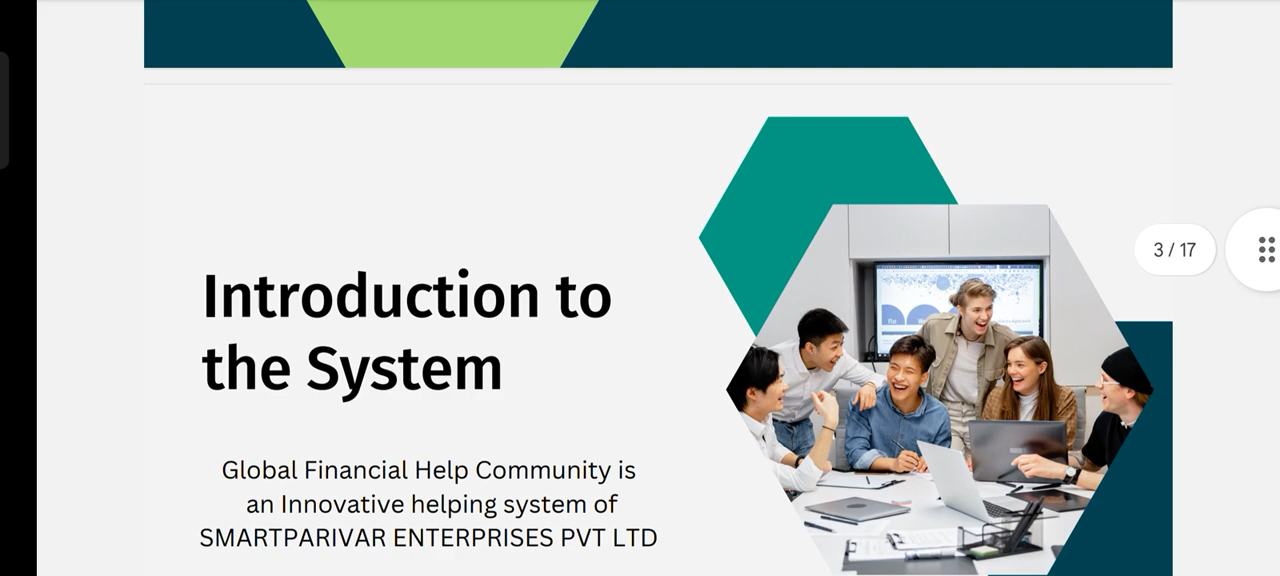 Introduction to
the System
Global Financial Help Community is
an Innovative helping system of
SMARTPARIVAR ENTERPRISES PVT LTD
3 / 17